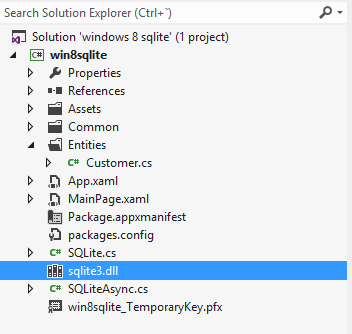 Search Solution Explorer (Ctrl+`)
Solution 'windows 8 sqlite' (1 project)
C# win8sqlite
Properties
References
Assets
Common
Entities
C# Customer.cs
App.xaml
MainPage.xaml
Package.appxmanifest
packages.config
C# SQLite.cs
sqlite3.dll
C# SQLiteAsync.cs
win8sqlite_TemporaryKey.pfx